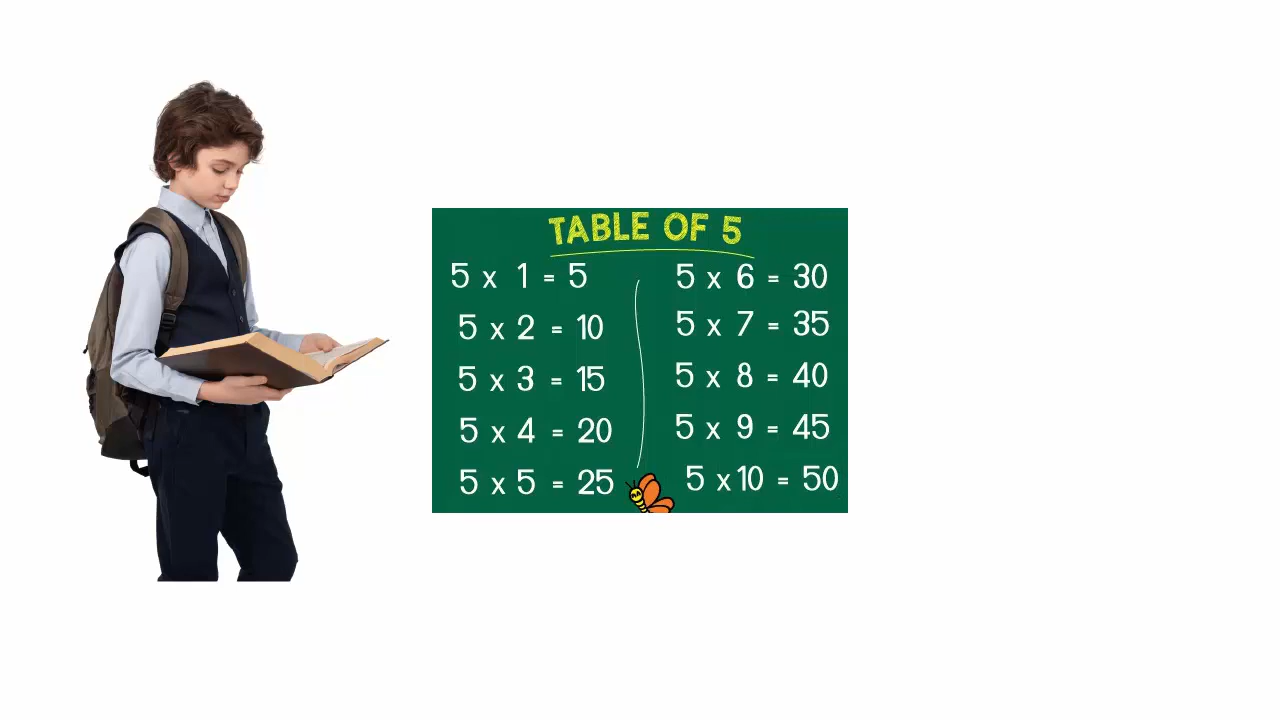 TABLE OF 5
5 x 1 = 5
5 x 2 = 10
5 x 3 = 15
5 x 4 = 20
5 x 5 = 25
5 x 6 = 30
5 x 7 = 35
5 x 8 = 40
5 x 9 = 45
5 x 10 = 50